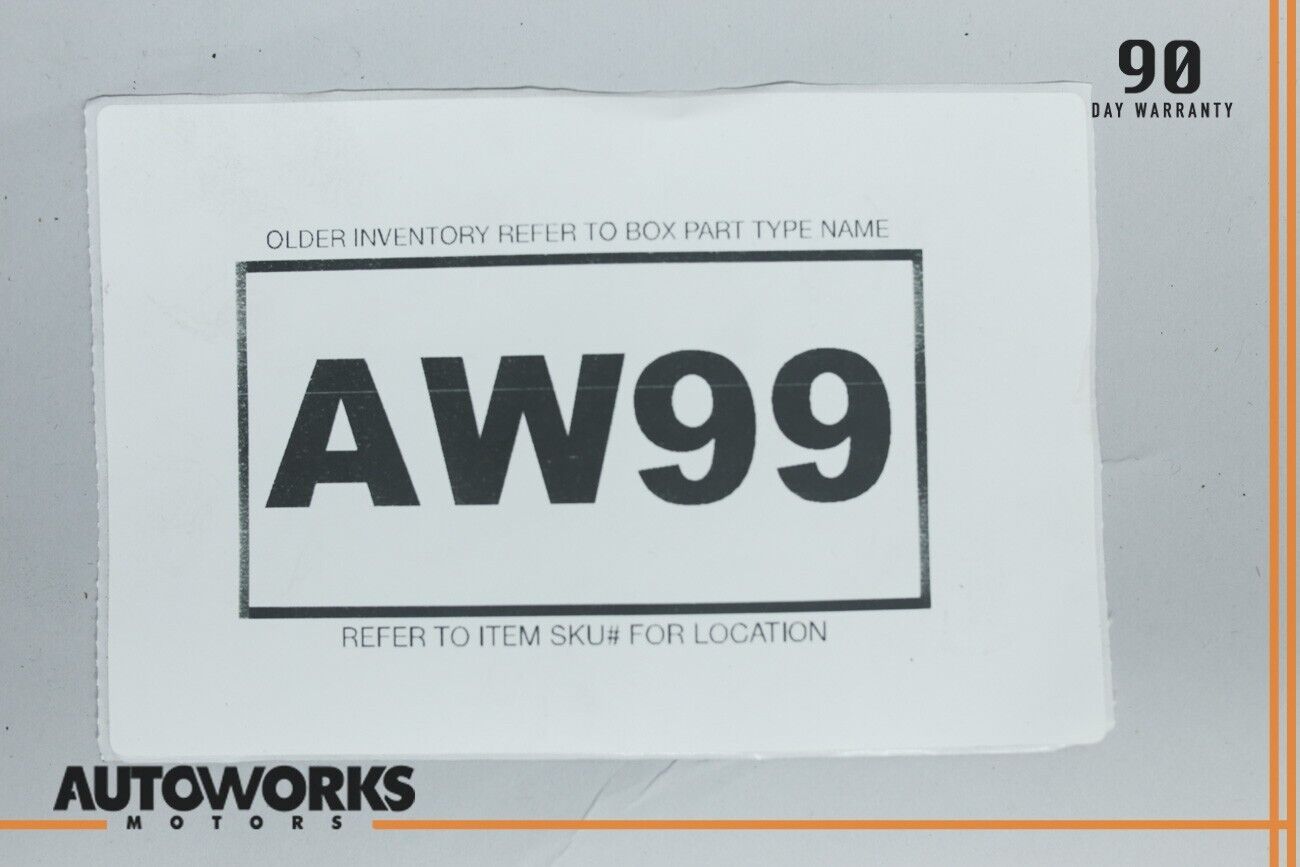 90
DAY WARRANTY
OLDER INVENTORY REFER TO BOX PART TYPE NAME
AW99
REFER TO ITEM SKU# FOR LOCATION
AUTOWORKS
MOTORS